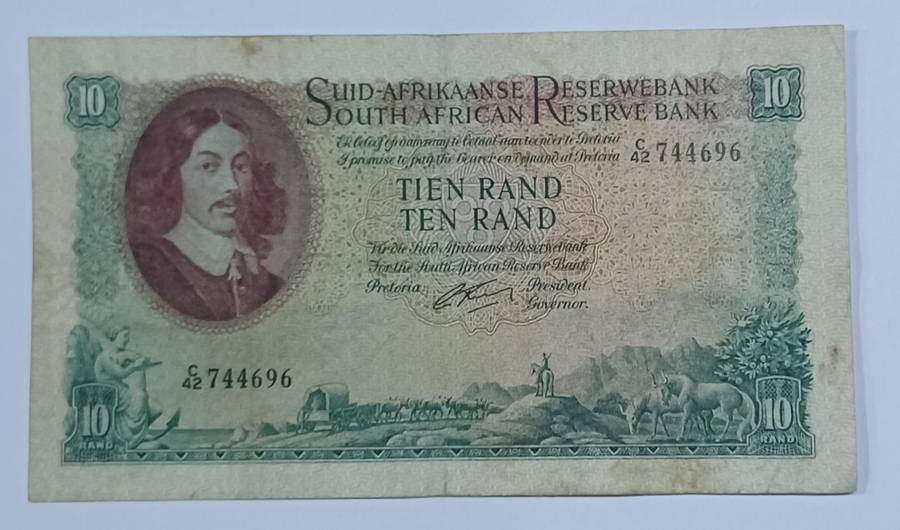 10
10
SUID-AFRIKAANSE RESERWEBANK
SOUTH AFRICAN RESERVE BANK
Ek beloof op aanvraag te betaal aan toonder te Pretoria
I promise to pay the bearer on demand at Pretoria
C/42 744696
TIEN RAND
TEN RAND
Vir die Suid-Afrikaanse Reserwebank
For the South African Reserve Bank
Pretoria.
President.
Governor.
C/42 744696
10
RAND
10
RAND